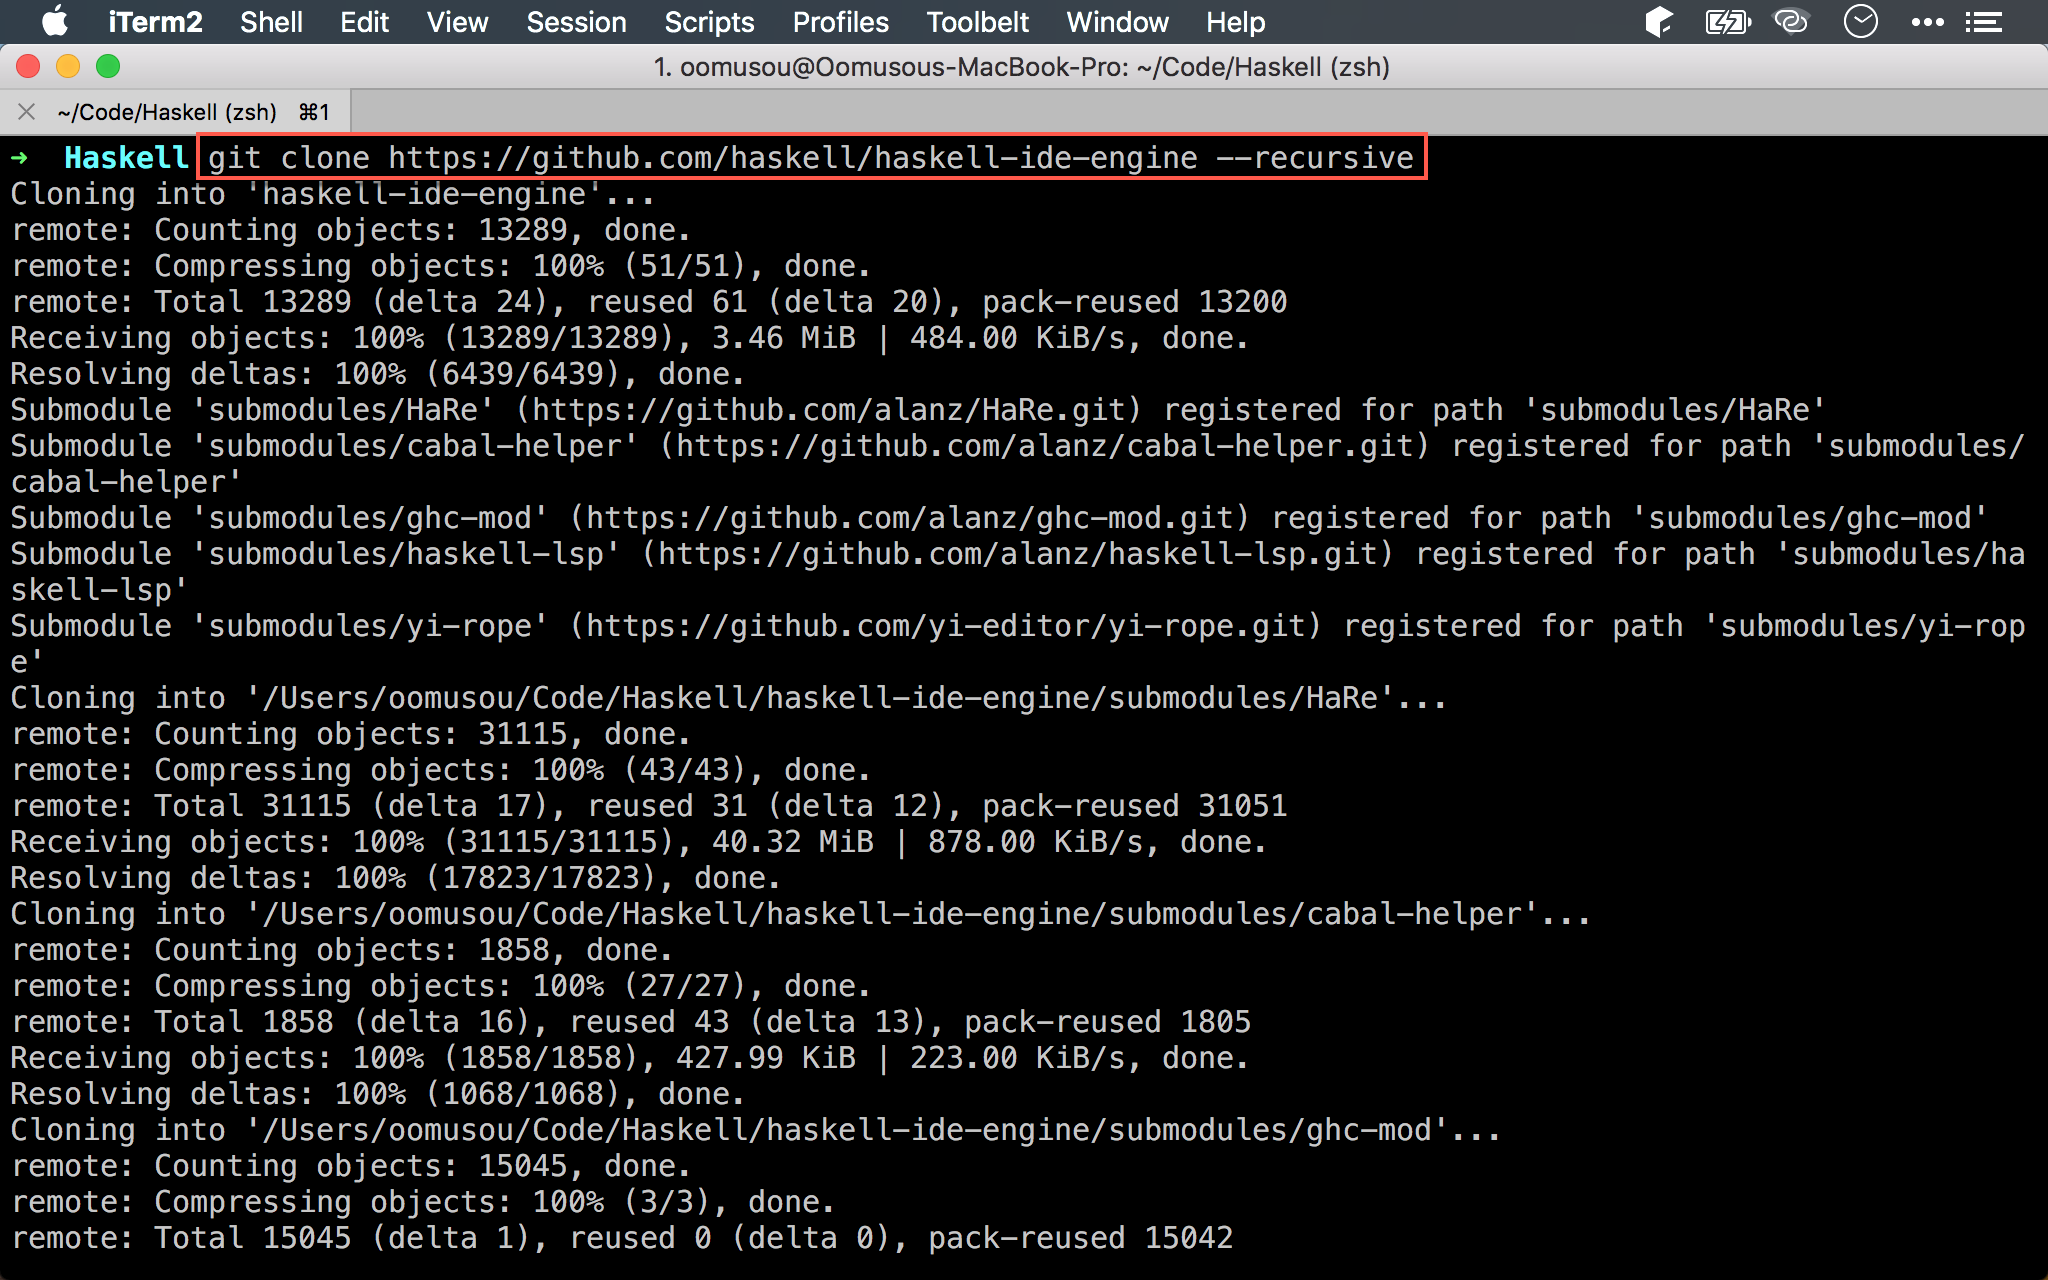 iTerm2 Shell Edit View Session Scripts Profiles Toolbelt Window Help
1. oomusou@Oomusous-MacBook-Pro: ~/Code/Haskell (zsh)
~/Code/Haskell (zsh) ⌘1
➜ Haskell git clone https://github.com/haskell/haskell-ide-engine --recursive
Cloning into 'haskell-ide-engine'...
remote: Counting objects: 13289, done.
remote: Compressing objects: 100% (51/51), done.
remote: Total 13289 (delta 24), reused 61 (delta 20), pack-reused 13200
Receiving objects: 100% (13289/13289), 3.46 MiB | 484.00 KiB/s, done.
Resolving deltas: 100% (6439/6439), done.
Submodule 'submodules/HaRe' (https://github.com/alanz/HaRe.git) registered for path 'submodules/HaRe'
Submodule 'submodules/cabal-helper' (https://github.com/alanz/cabal-helper.git) registered for path 'submodules/
cabal-helper'
Submodule 'submodules/ghc-mod' (https://github.com/alanz/ghc-mod.git) registered for path 'submodules/ghc-mod'
Submodule 'submodules/haskell-lsp' (https://github.com/alanz/haskell-lsp.git) registered for path 'submodules/ha
skell-lsp'
Submodule 'submodules/yi-rope' (https://github.com/yi-editor/yi-rope.git) registered for path 'submodules/yi-rop
e'
Cloning into '/Users/oomusou/Code/Haskell/haskell-ide-engine/submodules/HaRe'...
remote: Counting objects: 31115, done.
remote: Compressing objects: 100% (43/43), done.
remote: Total 31115 (delta 17), reused 31 (delta 12), pack-reused 31051
Receiving objects: 100% (31115/31115), 40.32 MiB | 878.00 KiB/s, done.
Resolving deltas: 100% (17823/17823), done.
Cloning into '/Users/oomusou/Code/Haskell/haskell-ide-engine/submodules/cabal-helper'...
remote: Counting objects: 1858, done.
remote: Compressing objects: 100% (27/27), done.
remote: Total 1858 (delta 16), reused 43 (delta 13), pack-reused 1805
Receiving objects: 100% (1858/1858), 427.99 KiB | 223.00 KiB/s, done.
Resolving deltas: 100% (1068/1068), done.
Cloning into '/Users/oomusou/Code/Haskell/haskell-ide-engine/submodules/ghc-mod'...
remote: Counting objects: 15045, done.
remote: Compressing objects: 100% (3/3), done.
remote: Total 15045 (delta 1), reused 0 (delta 0), pack-reused 15042